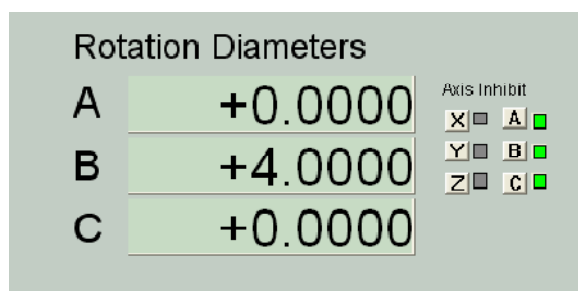 Rotation Diameters
A +0.0000
B +4.0000
C +0.0000
Axis Inhibit
X A
Y B
Z C